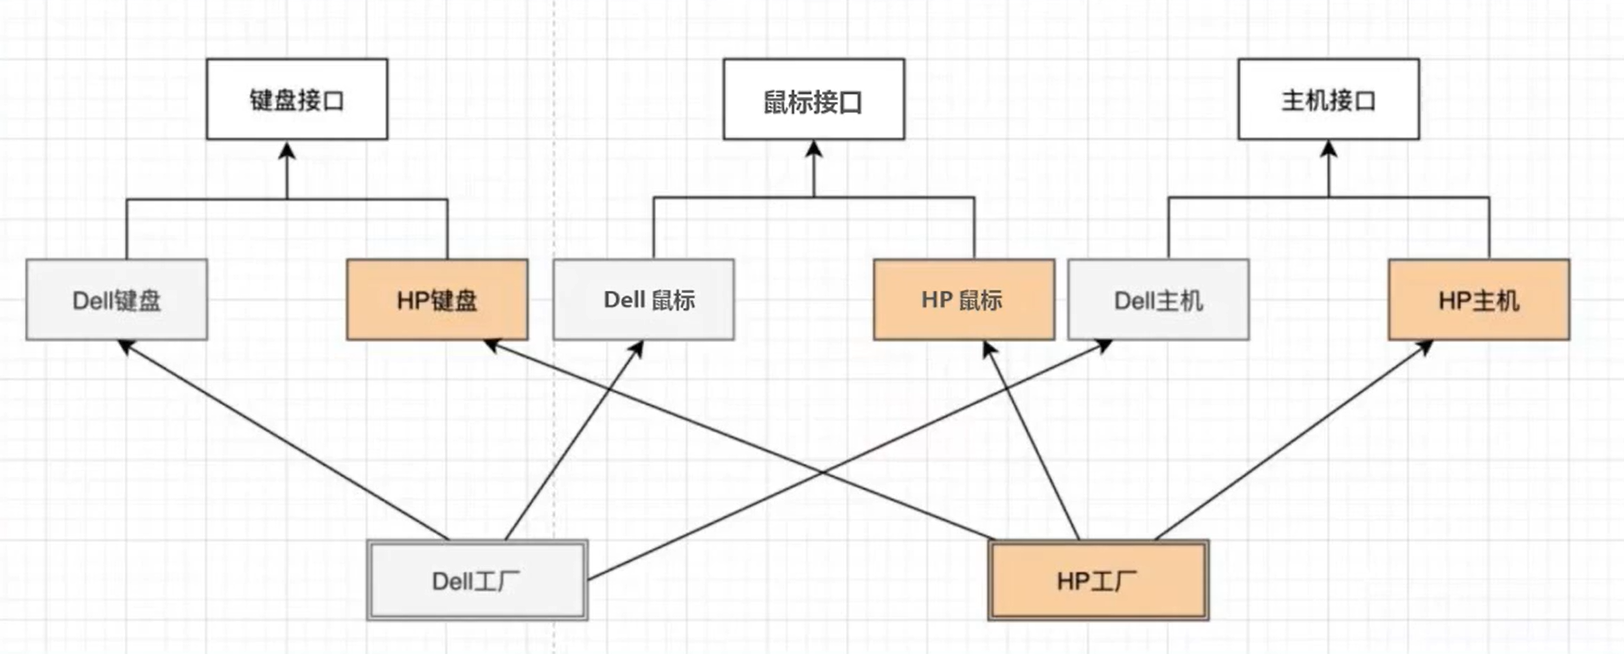 键盘接口
鼠标接口
主机接口
Dell键盘
HP键盘
Dell 鼠标
HP 鼠标
Dell主机
HP主机
Dell工厂
HP工厂